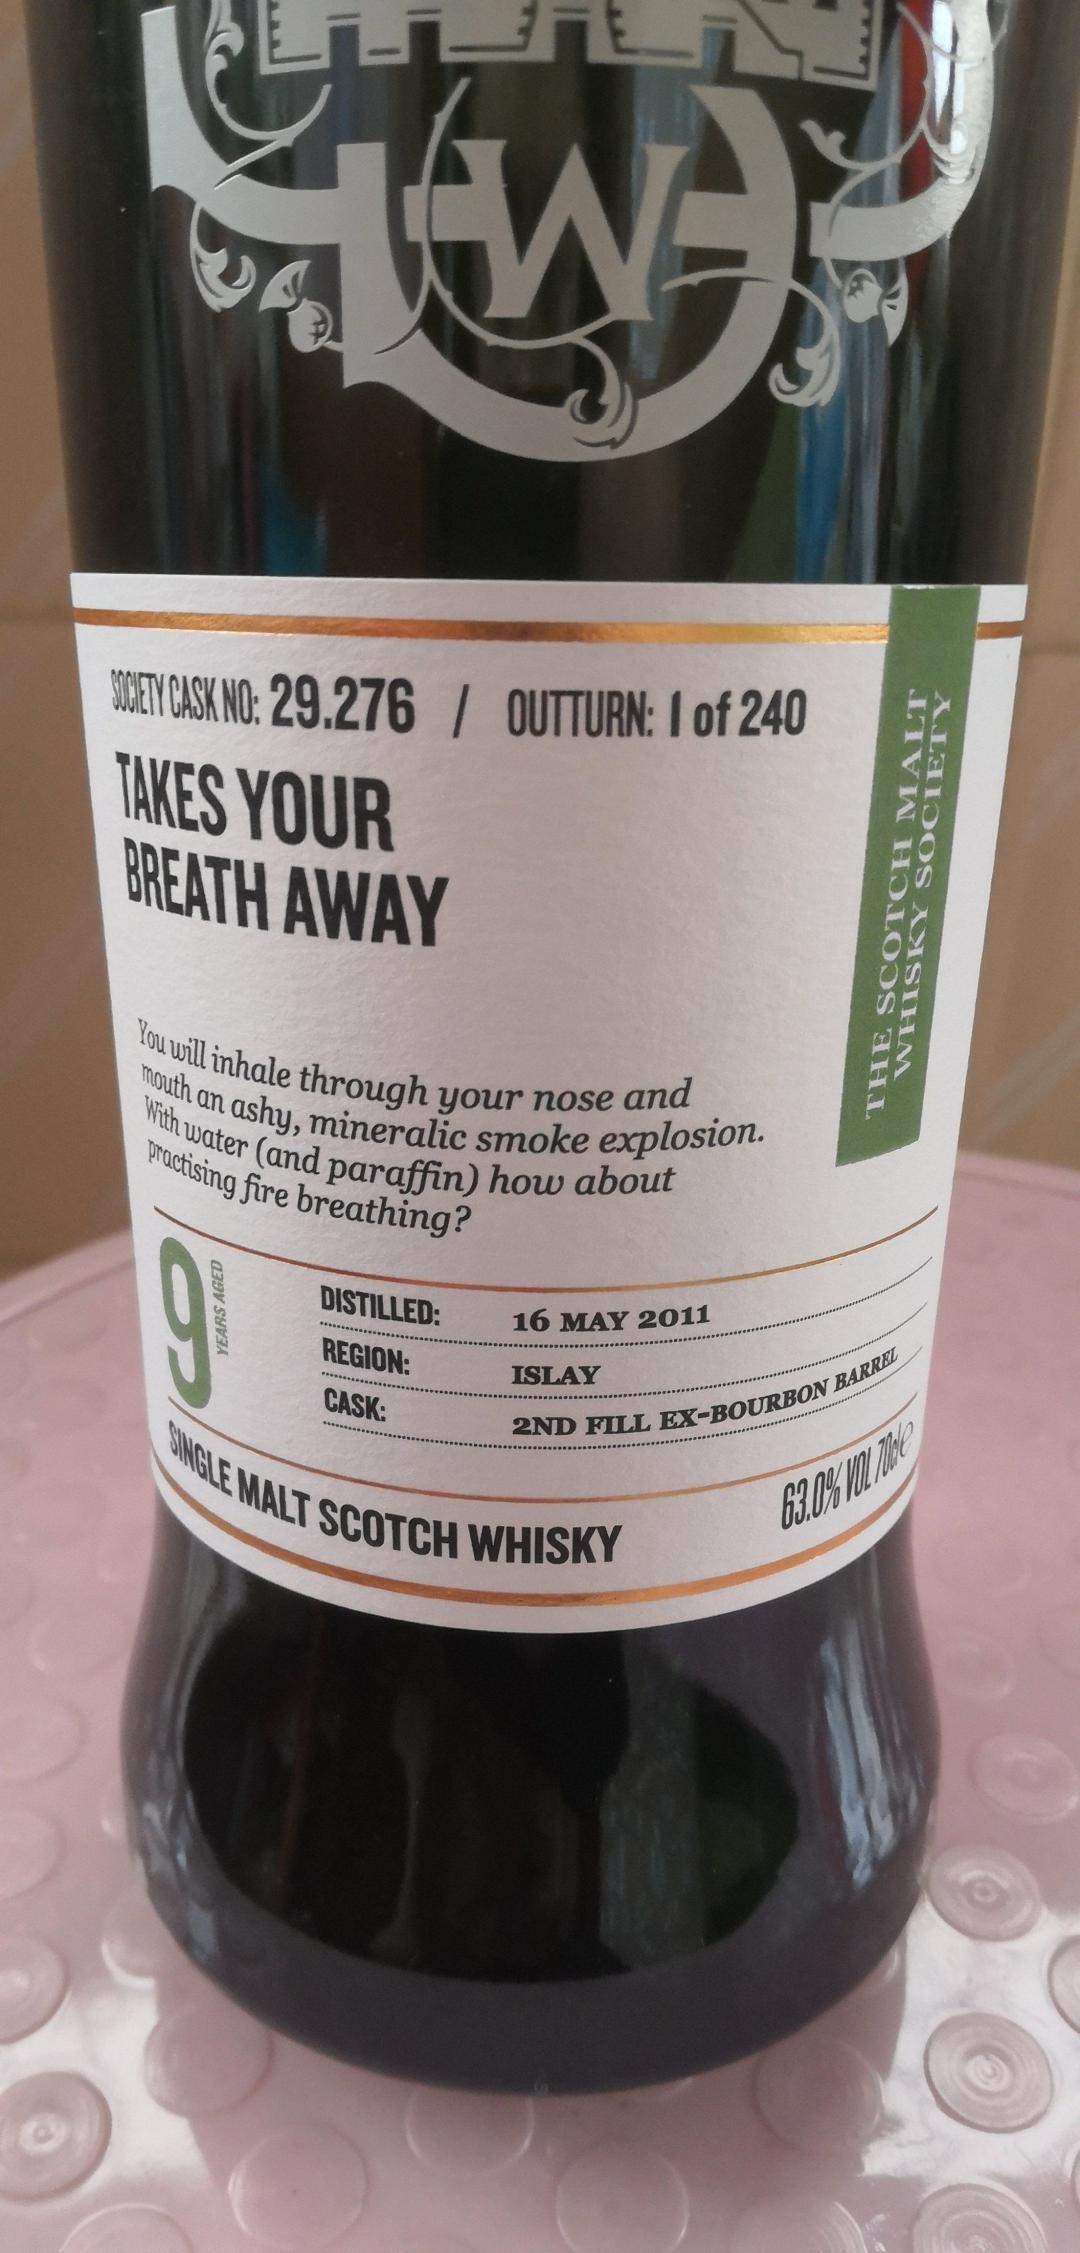 W
SOCIETY CASK NO: 29.276 / OUTTURN: 1 of 240
TAKES YOUR
BREATH AWAY
You will inhale through your nose and
mouth an ashy, mineralic smoke explosion.
With water (and paraffin) how about
practising fire breathing?
THE SCOTCH MALT
WHISKY SOCIETY
9
YEARS AGED
DISTILLED: 16 MAY 2011
REGION: ISLAY
CASK: 2ND FILL EX-BOURBON BARREL
SINGLE MALT SCOTCH WHISKY 63.0% VOL 70cl e